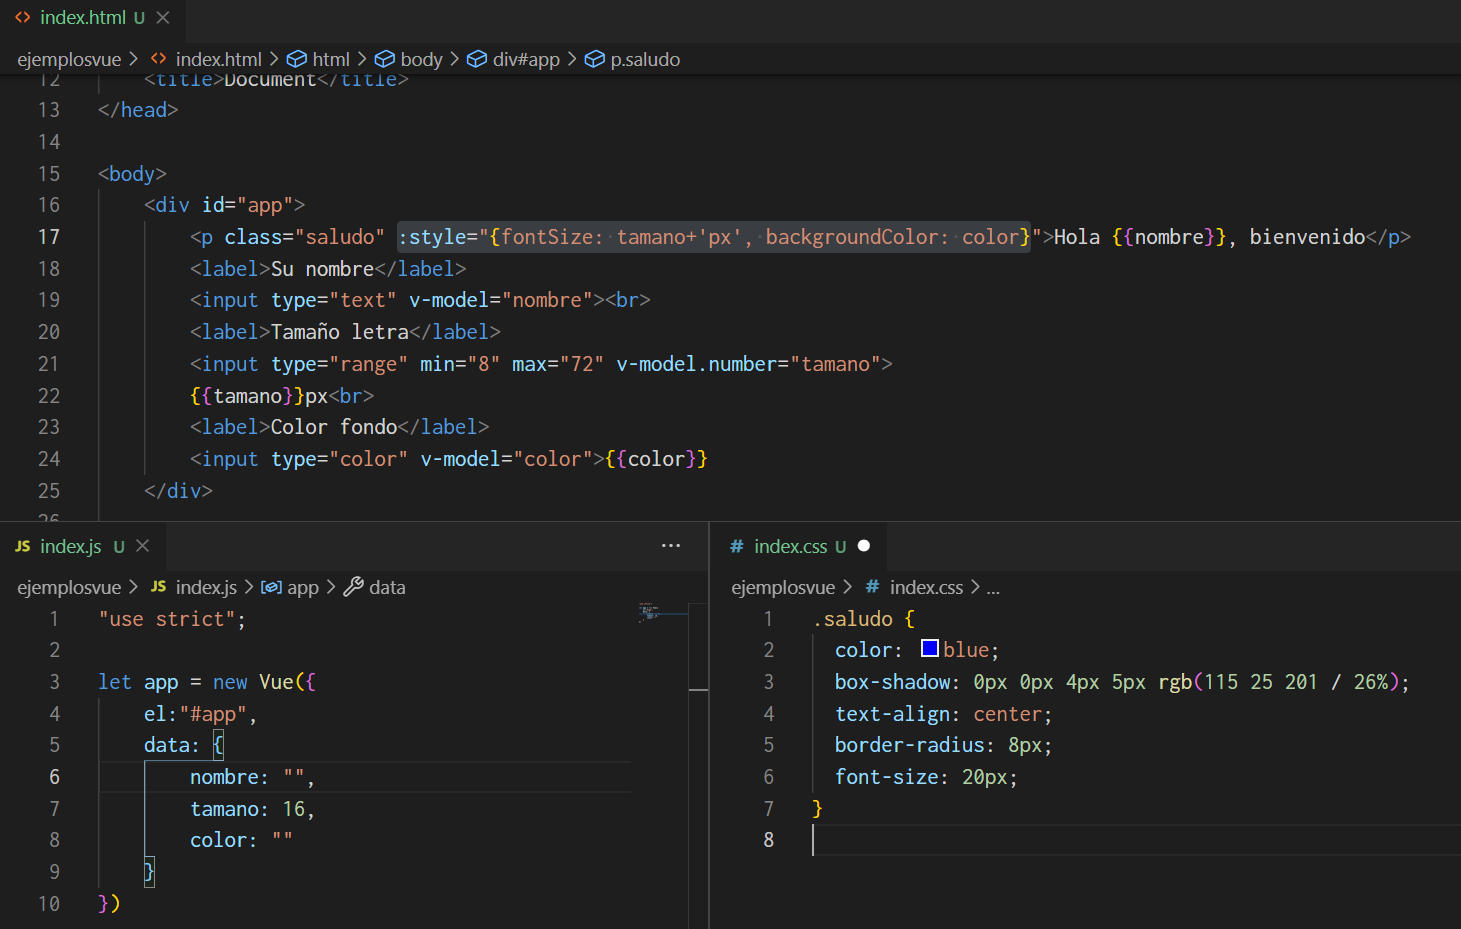 <> index.html U ×
ejemplosvue > <> index.html > html > body > div#app > p.saludo
12 <title>Document</title>
13 </head>
14
15 <body>
16 <div id="app">
17 <p class="saludo" :style="{fontSize: tamano+'px', backgroundColor: color}">Hola {{nombre}}, bienvenido</p>
18 <label>Su nombre</label>
19 <input type="text" v-model="nombre"><br>
20 <label>Tamaño letra</label>
21 <input type="range" min="8" max="72" v-model.number="tamano">
22 {{tamano}}px<br>
23 <label>Color fondo</label>
24 <input type="color" v-model="color">{{color}}
25 </div>
26
JS index.js U × ···
ejemplosvue > JS index.js > app > data
1 "use strict";
2
3 let app = new Vue({
4 el:"#app",
5 data: {
6 nombre: "",
7 tamano: 16,
8 color: ""
9 }
10 })
# index.css U ●
ejemplosvue > # index.css > ...
1 .saludo {
2 color: blue;
3 box-shadow: 0px 0px 4px 5px rgb(115 25 201 / 26%);
4 text-align: center;
5 border-radius: 8px;
6 font-size: 20px;
7 }
8